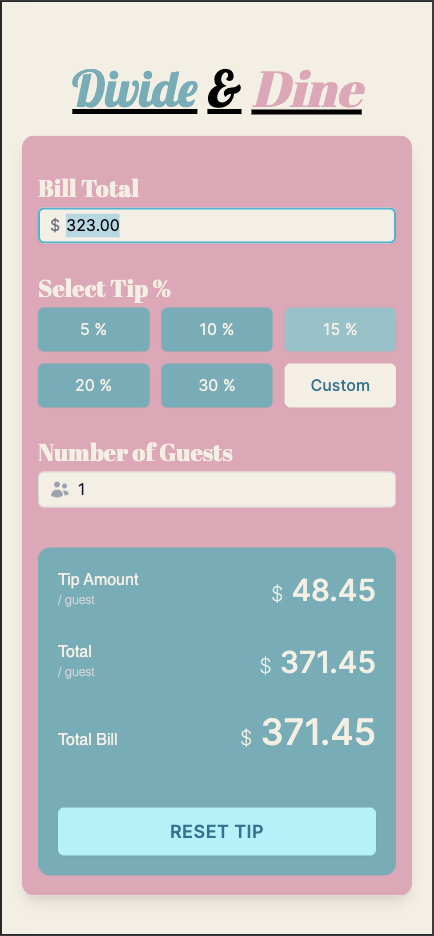 Divide & Dine
Bill Total
$ 323.00
Select Tip %
5 % 10 % 15 %
20 % 30 % Custom
Number of Guests
1
Tip Amount $ 48.45
/ guest
Total $ 371.45
/ guest
Total Bill $ 371.45
RESET TIP